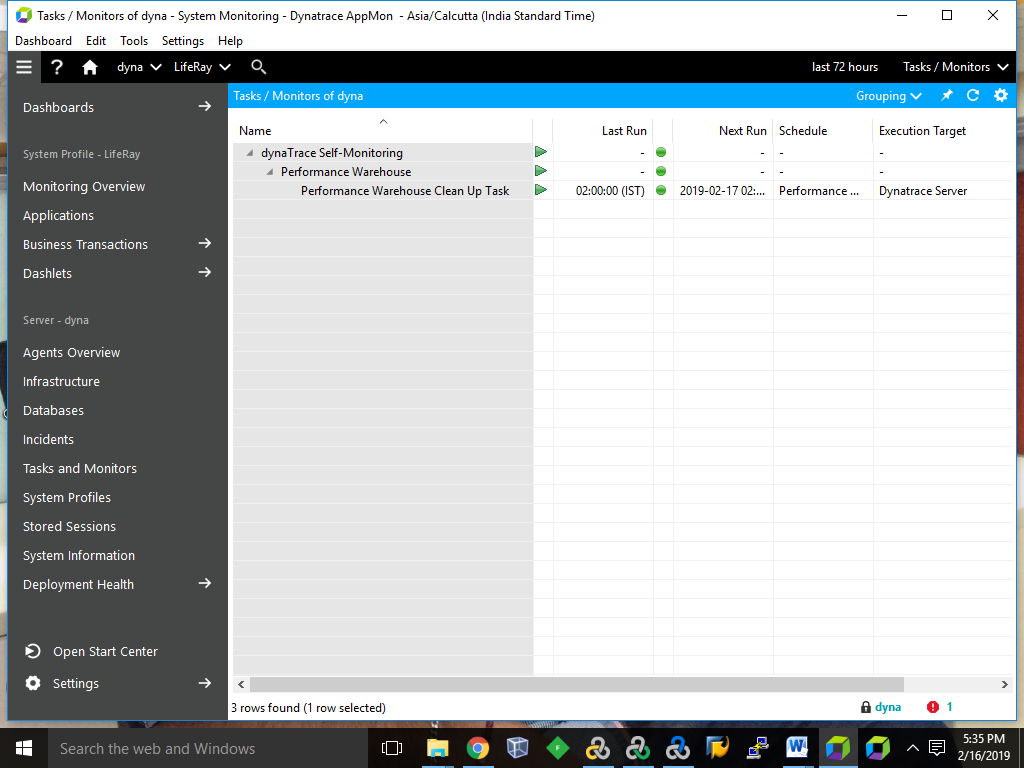 Tasks / Monitors of dyna - System Monitoring - Dynatrace AppMon - Asia/Calcutta (India Standard Time)
Dashboard Edit Tools Settings Help
? dyna LifeRay last 72 hours Tasks / Monitors
Dashboards
System Profile - LifeRay
Monitoring Overview
Applications
Business Transactions
Dashlets
Server - dyna
Agents Overview
Infrastructure
Databases
Incidents
Tasks and Monitors
System Profiles
Stored Sessions
System Information
Deployment Health
Open Start Center
Settings
Tasks / Monitors of dyna Grouping
Name Last Run Next Run Schedule Execution Target
dynaTrace Self-Monitoring - - - -
Performance Warehouse - - - -
Performance Warehouse Clean Up Task 02:00:00 (IST) 2019-02-17 02:... Performance ... Dynatrace Server
3 rows found (1 row selected) dyna 1
Search the web and Windows
5:35 PM
2/16/2019